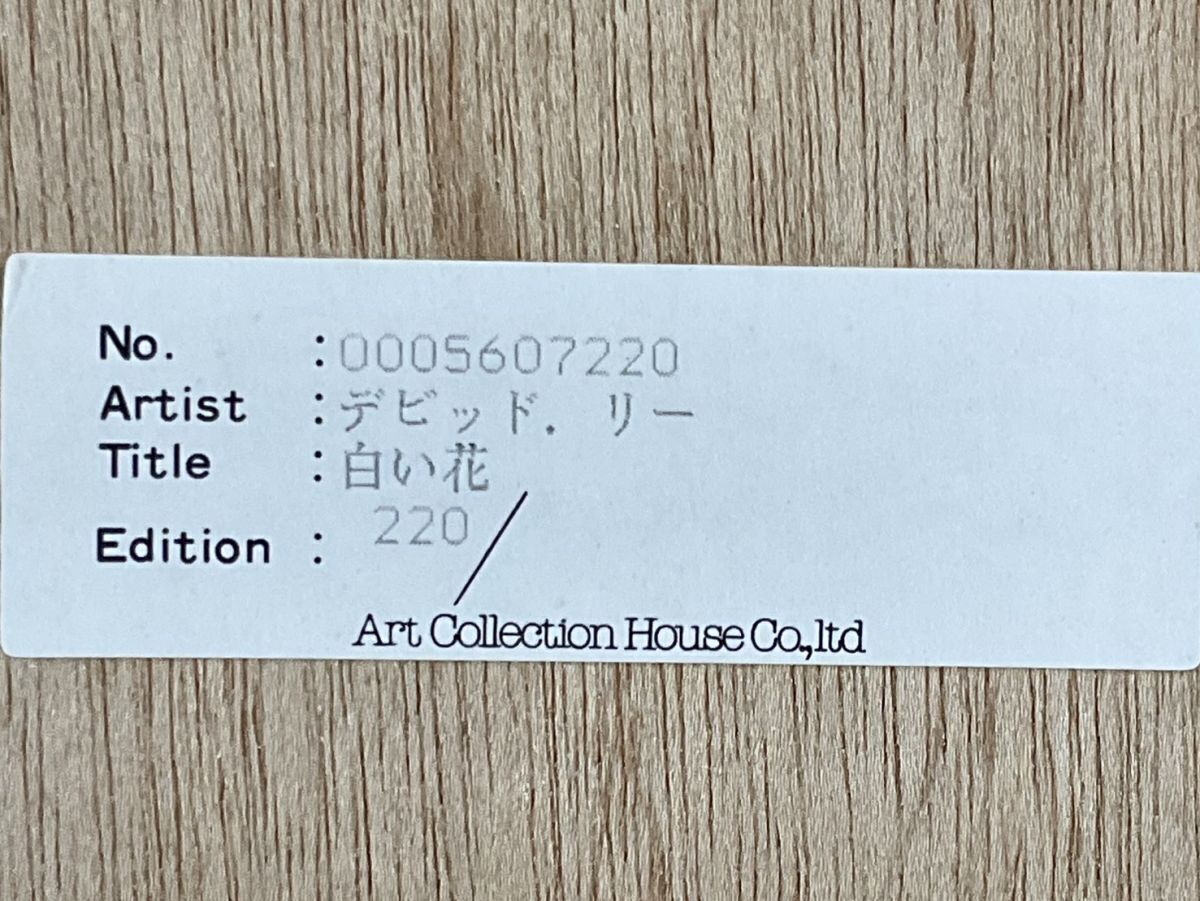 No. :0005607220
Artist :デビッド. リー
Title :白い花
Edition : 220 /
Art Collection House Co.,ltd